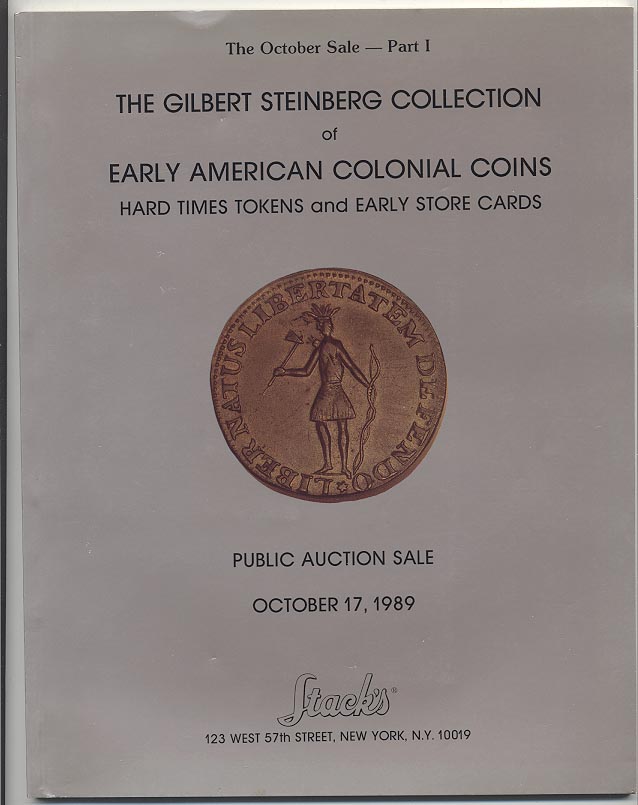 The October Sale — Part I
THE GILBERT STEINBERG COLLECTION
of
EARLY AMERICAN COLONIAL COINS
HARD TIMES TOKENS and EARLY STORE CARDS
LIBER NATUS LIBERTATEM DEFENDO
PUBLIC AUCTION SALE
OCTOBER 17, 1989
Stack's®
123 WEST 57th STREET, NEW YORK, N.Y. 10019